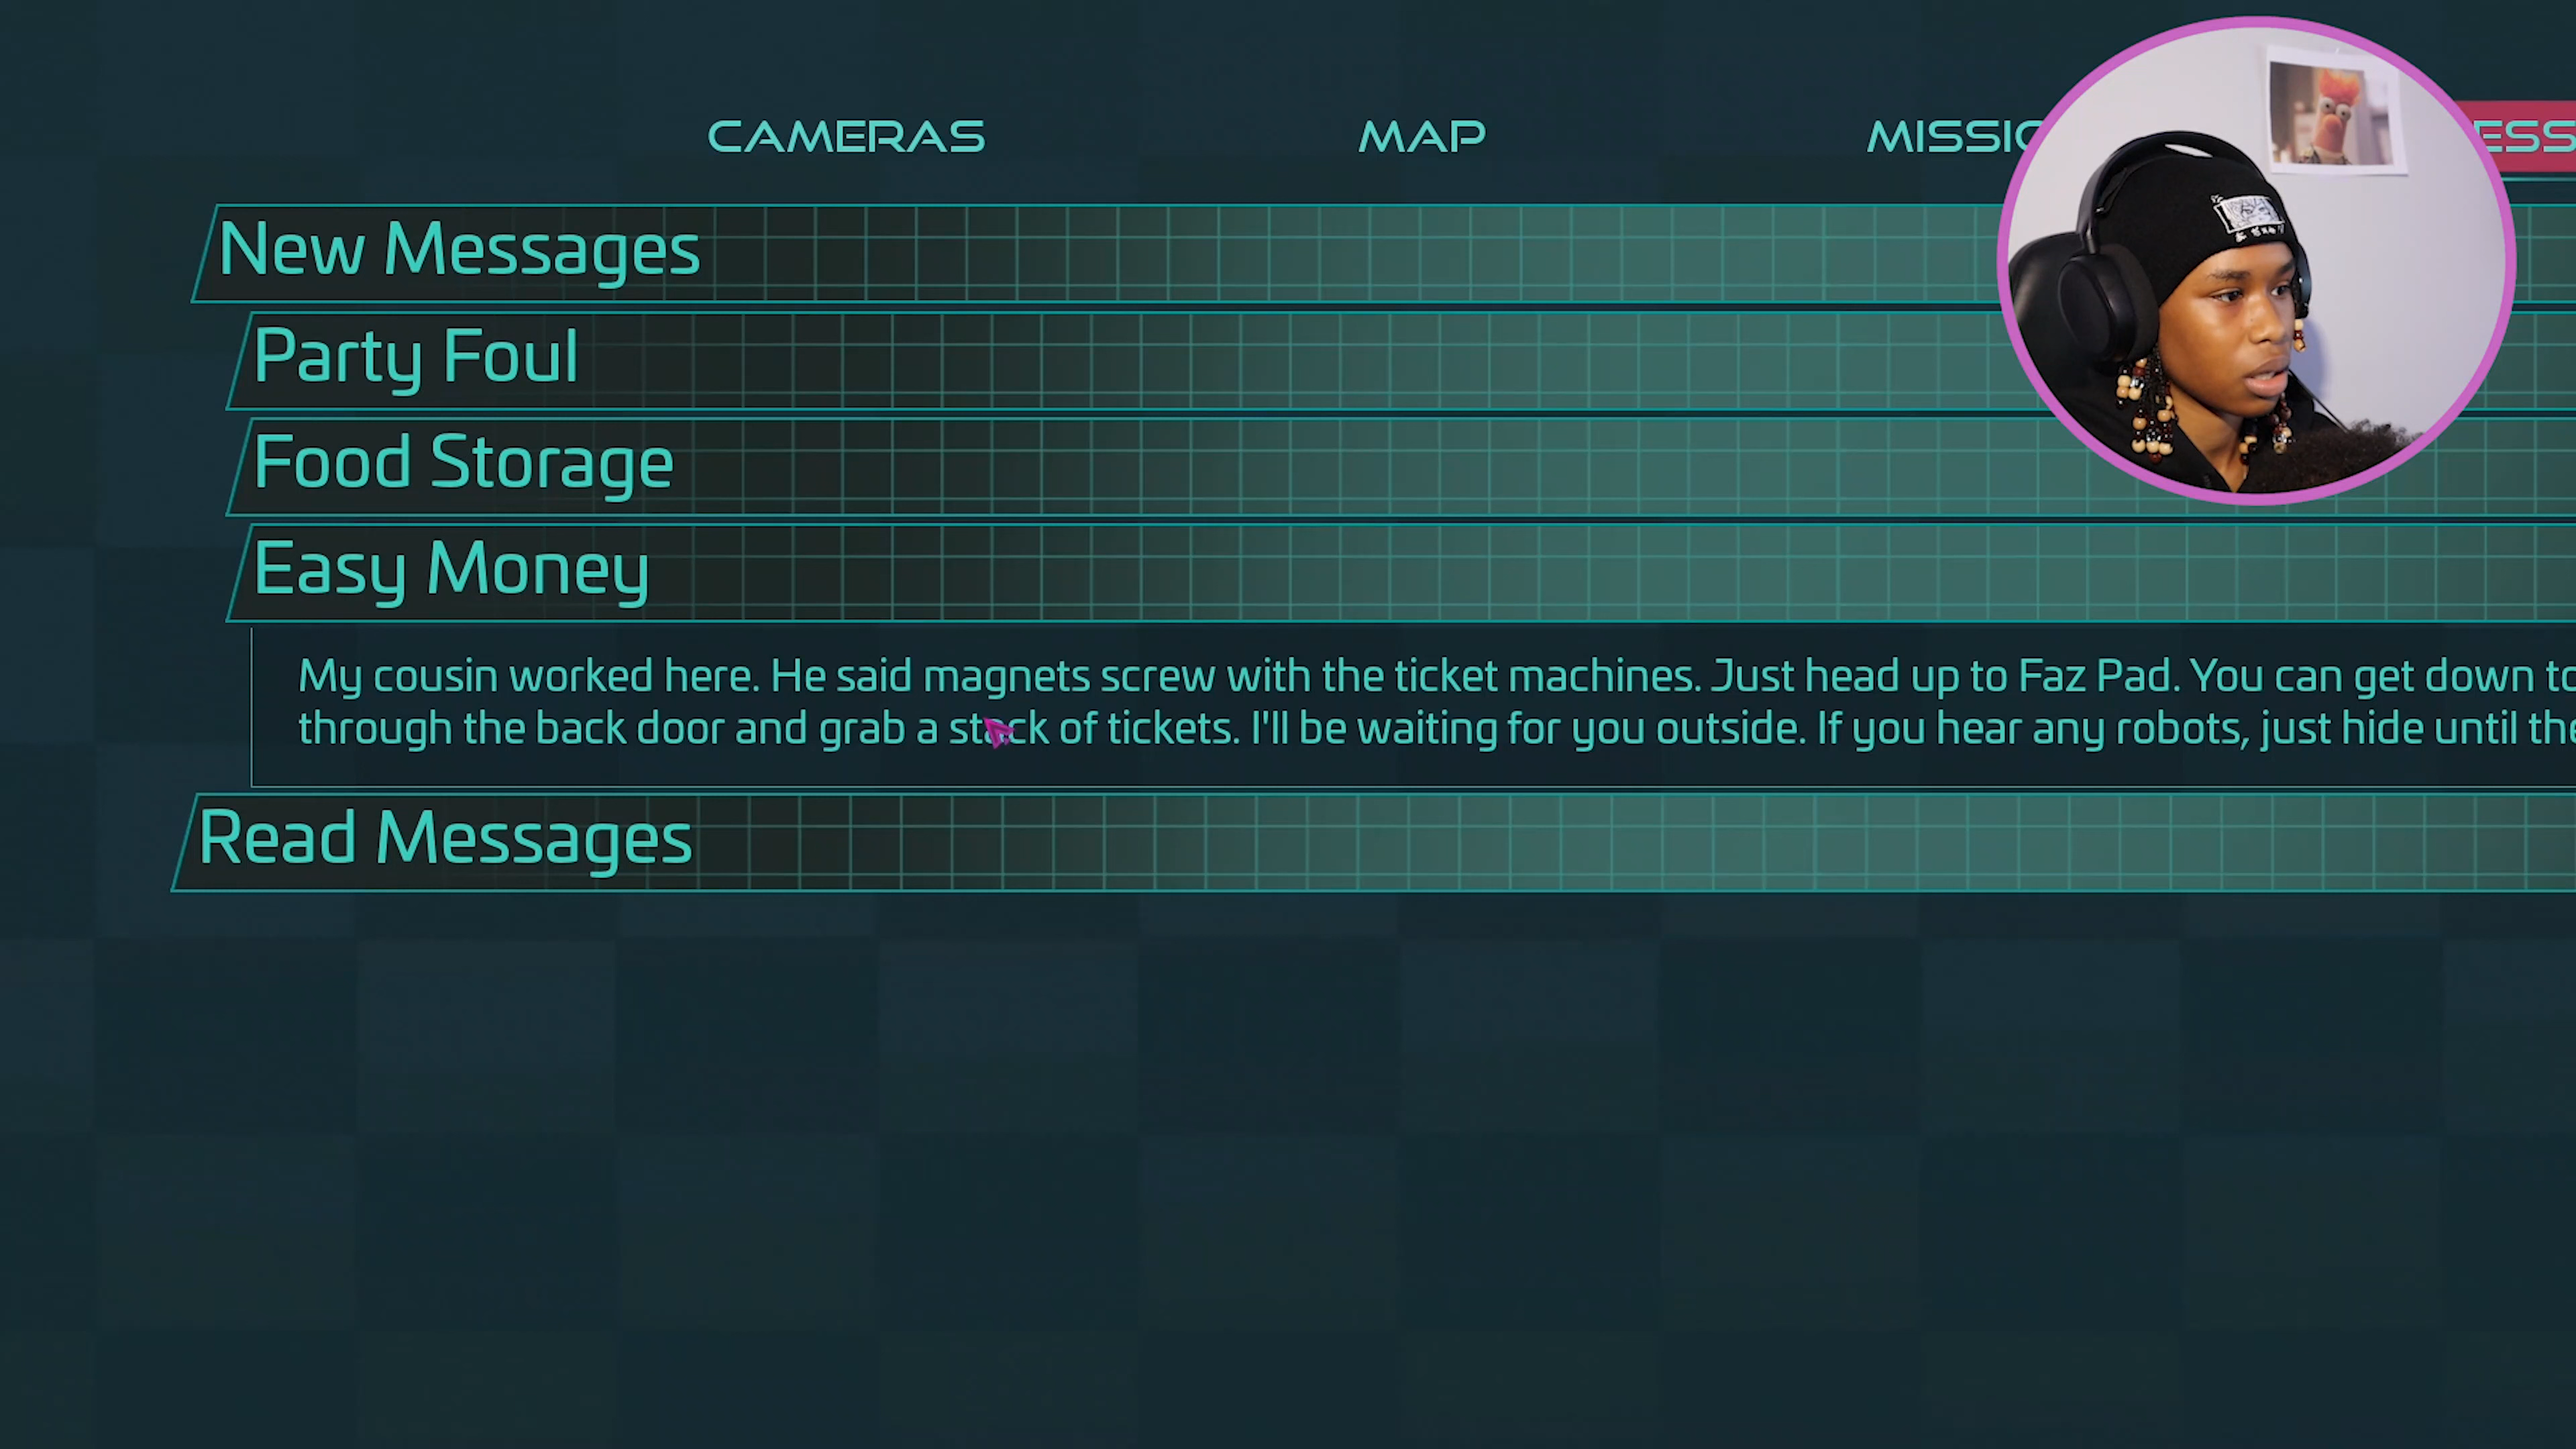 CAMERAS MAP
New Messages
Party Foul
Food Storage
Easy Money
My cousin worked here. He said magnets screw with the ticket machines. Just head up to Faz Pad. You can get down to
through the back door and grab a stack of tickets. I'll be waiting for you outside. If you hear any robots, just hide until
Read Messages